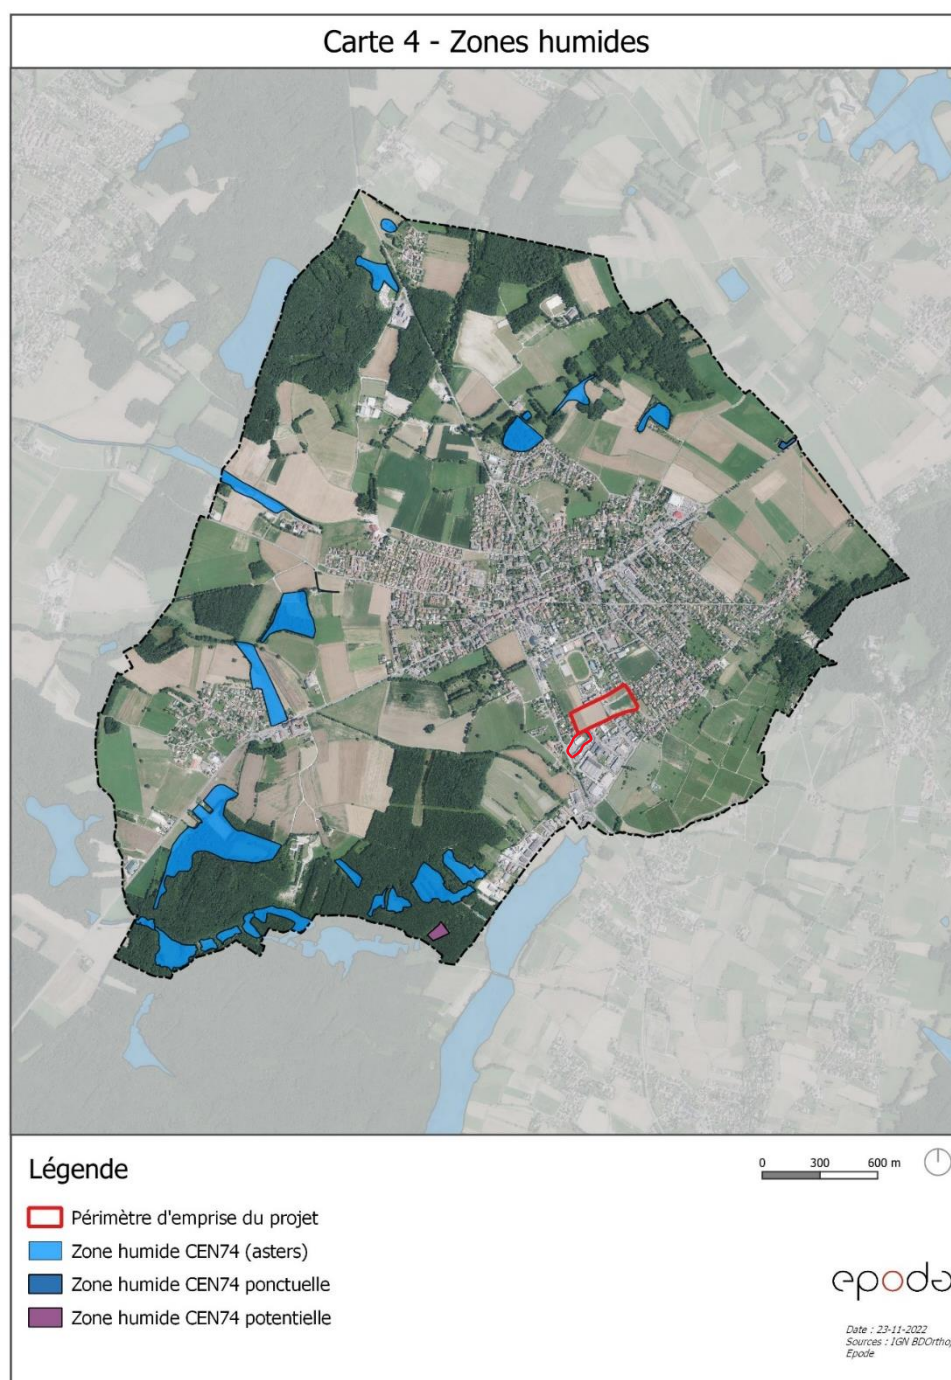 Carte 4 - Zones humides
Légende
0 300 600 m
Périmètre d'emprise du projet
Zone humide CEN74 (asters)
Zone humide CEN74 ponctuelle
Zone humide CEN74 potentielle
epode
Date : 23-11-2022
Sources : IGN BDOrtho,
Epode